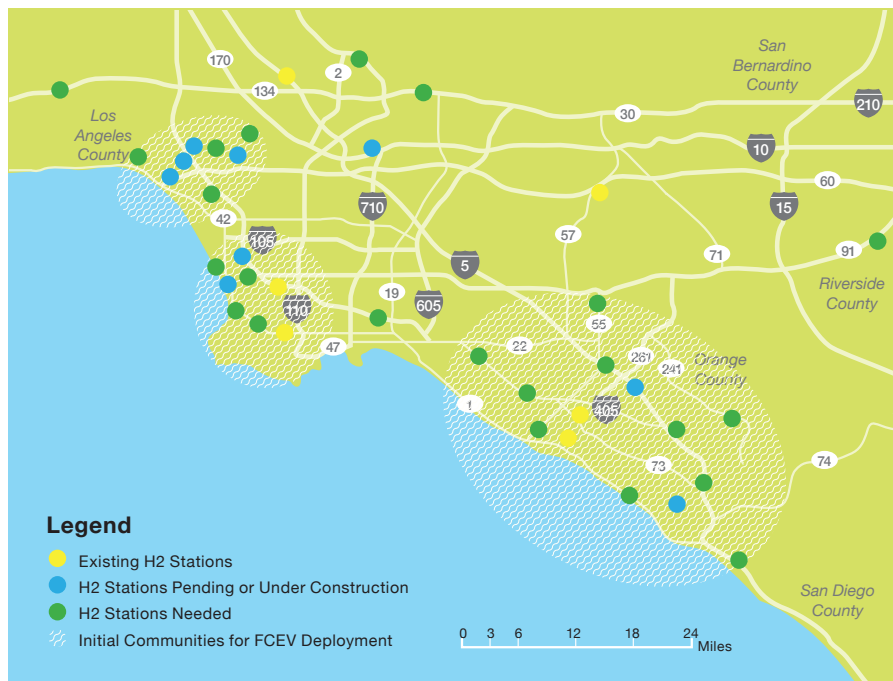 170
2
134
San
Bernardino
County
210
30
Los
Angeles
County
10
60
710
15
42
105
57
71
91
5
19
605
110
Riverside
County
55
47
22
261
241
Orange
County
1
405
73
74
Legend
Existing H2 Stations
H2 Stations Pending or Under Construction
H2 Stations Needed
Initial Communities for FCEV Deployment
San Diego
County
0 3 6 12 18 24
Miles